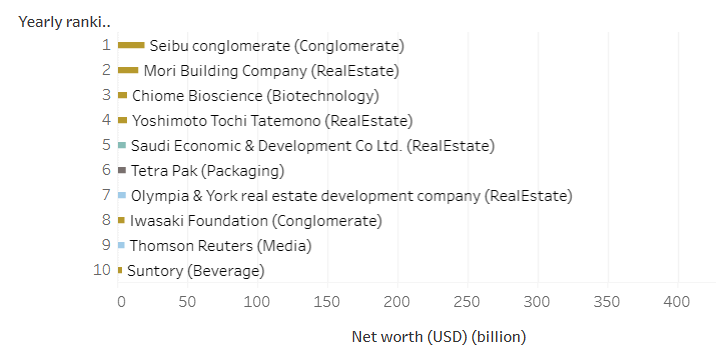 Yearly ranki..
1 Seibu conglomerate (Conglomerate)
2 Mori Building Company (RealEstate)
3 Chiome Bioscience (Biotechnology)
4 Yoshimoto Tochi Tatemono (RealEstate)
5 Saudi Economic & Development Co Ltd. (RealEstate)
6 Tetra Pak (Packaging)
7 Olympia & York real estate development company (RealEstate)
8 Iwasaki Foundation (Conglomerate)
9 Thomson Reuters (Media)
10 Suntory (Beverage)
0 50 100 150 200 250 300 350 400
Net worth (USD) (billion)